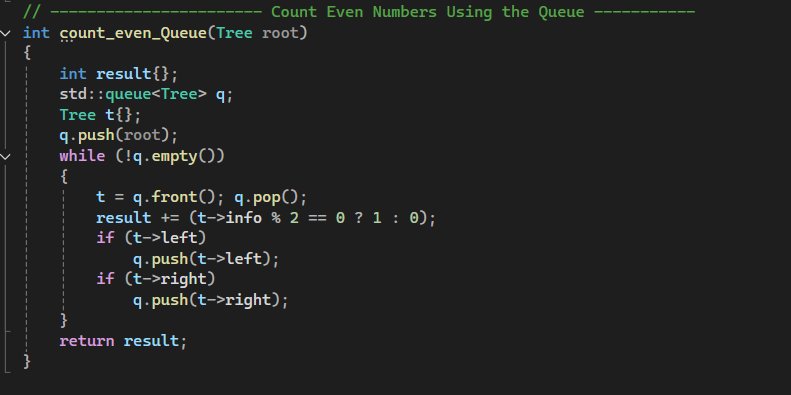 // ----------------------- Count Even Numbers Using the Queue -----------
int count_even_Queue(Tree root)
{
    int result{};
    std::queue<Tree> q;
    Tree t{};
    q.push(root);
    while (!q.empty())
    {
        t = q.front(); q.pop();
        result += (t->info % 2 == 0 ? 1 : 0);
        if (t->left)
            q.push(t->left);
        if (t->right)
            q.push(t->right);
    }
    return result;
}